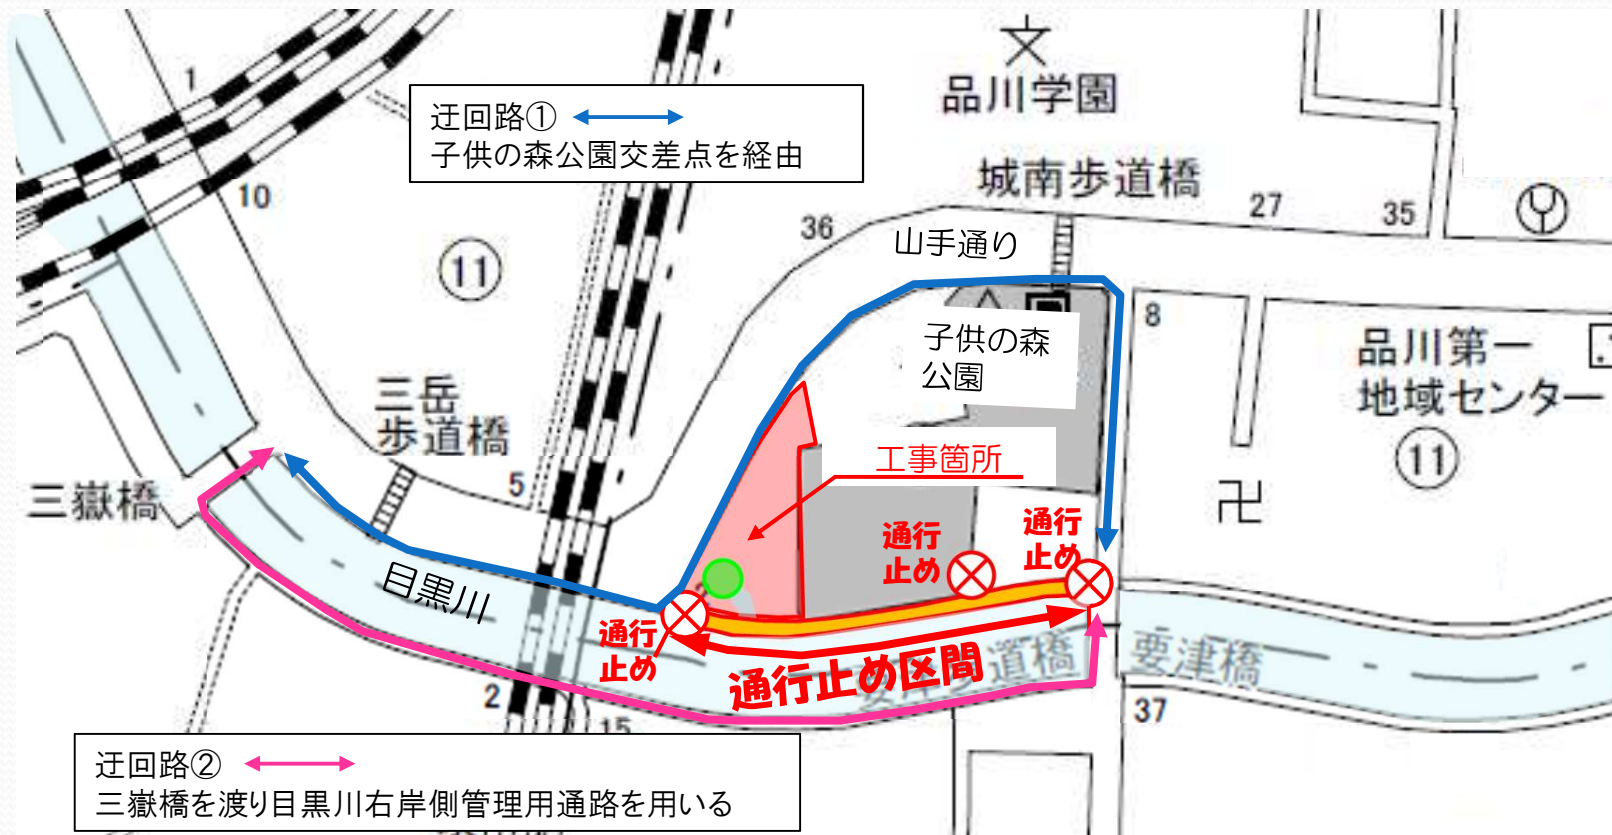 品川学園
1
迂回路①
子供の森公園交差点を経由
城南歩道橋
10
36
27
35
山手通り
11
8
子供の森
公園
品川第一
地域センター
三岳
歩道橋
11
工事箇所
5
三嶽橋
通行
止め
通行
止め
目黒川
通行
止め
通行止め区間
道橋
要津橋
2
15
37
迂回路②
三嶽橋を渡り目黒川右岸側管理用通路を用いる